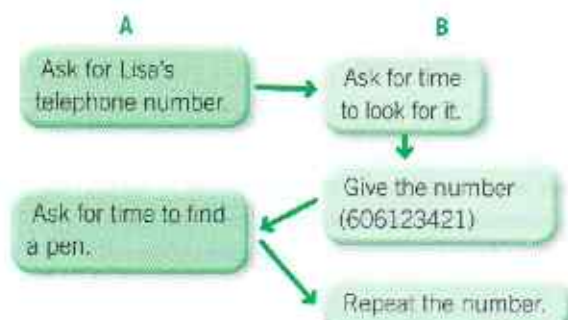 A
B
Ask for Lisa's
telephone number.
Ask for time
to look for it.
Give the number
(606123421)
Ask for time to find
a pen.
Repeat the number.